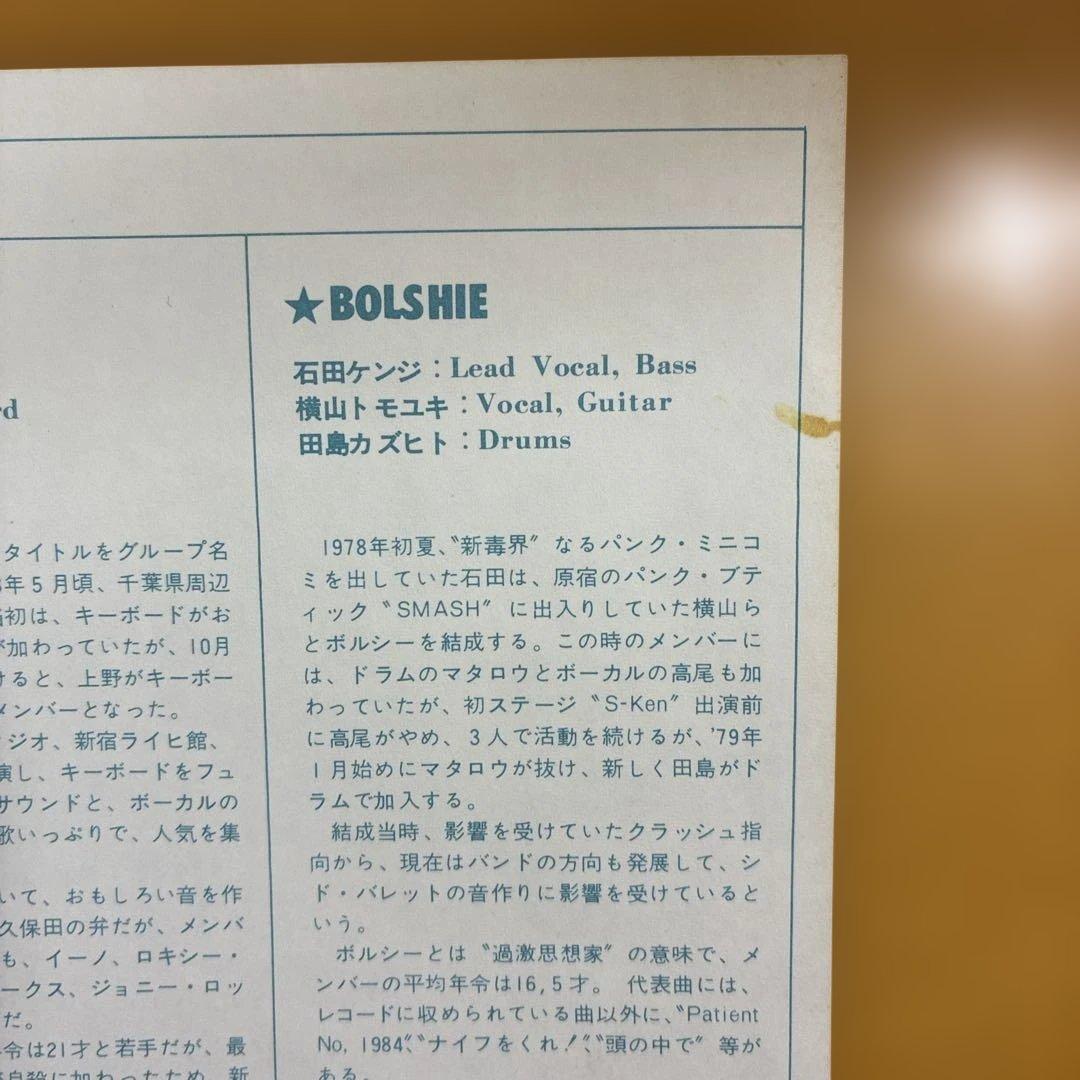 rd
タイトルをグループ名
年5月頃、千葉県周辺
初は、キーボードがお
加わっていたが、10月
けると、上野がキーボー
メンバーとなった。
ジオ、新宿ライヒ館、
演し、キーボードをフュ
サウンドと、ボーカルの
歌いっぷりで、人気を集
いて、おもしろい音を作
久保田の弁だが、メンバ
も、イーノ、ロキシー・
ークス、ジョニー・ロッ
だ。
令は21才と若手だが、最
自殺に加わったため、新
★BOLSHIE
石田ケンジ：Lead Vocal, Bass
横山トモユキ：Vocal, Guitar
田島カズヒト：Drums
1978年初夏、〝新毒界〟なるパンク・ミニコ
ミを出していた石田は、原宿のパンク・ブテ
ィック〝SMASH〟に出入りしていた横山ら
とボルシーを結成する。この時のメンバーに
は、ドラムのマタロウとボーカルの高尾も加
わっていたが、初ステージ〝S-Ken〟出演前
に高尾がやめ、3人で活動を続けるが、'79年
1月始めにマタロウが抜け、新しく田島がド
ラムで加入する。
結成当時、影響を受けていたクラッシュ指
向から、現在はバンドの方向も発展して、シ
ド・バレットの音作りに影響を受けていると
いう。
ボルシーとは〝過激思想家〟の意味で、メ
ンバーの平均年令は16,5才。代表曲には、
レコードに収められている曲以外に、〝Patient
No, 1984〟、〝ナイフをくれ！〟、〝頭の中で〟等が
ある。